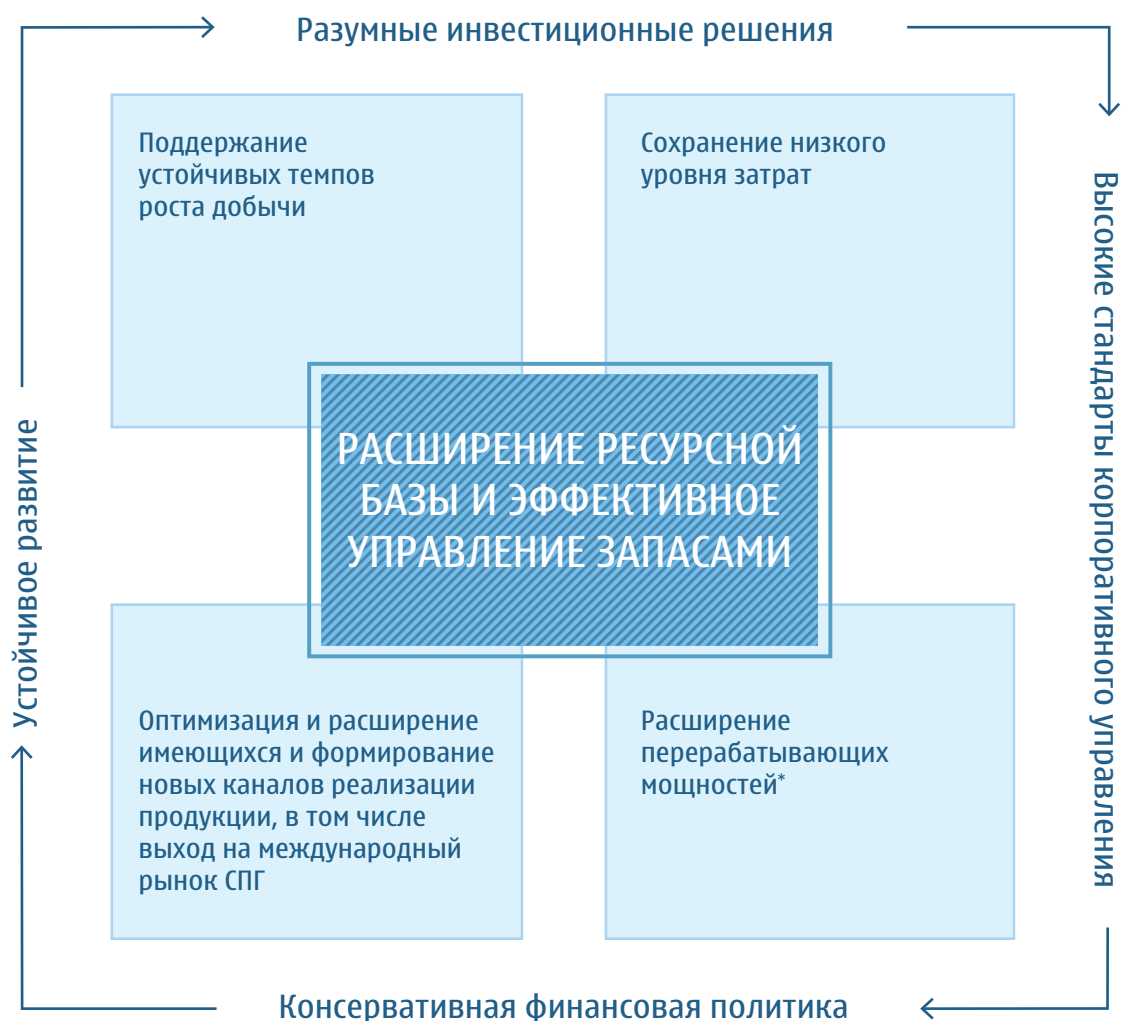 Разумные инвестиционные решения
Поддержание
устойчивых темпов
роста добычи
Сохранение низкого
уровня затрат
Высокие стандарты корпоративного управления
РАСШИРЕНИЕ РЕСУРСНОЙ
БАЗЫ И ЭФФЕКТИВНОЕ
УПРАВЛЕНИЕ ЗАПАСАМИ
Устойчивое развитие
Оптимизация и расширение
имеющихся и формирование
новых каналов реализации
продукции, в том числе
выход на международный
рынок СПГ
Расширение
перерабатывающих
мощностей*
Консервативная финансовая политика